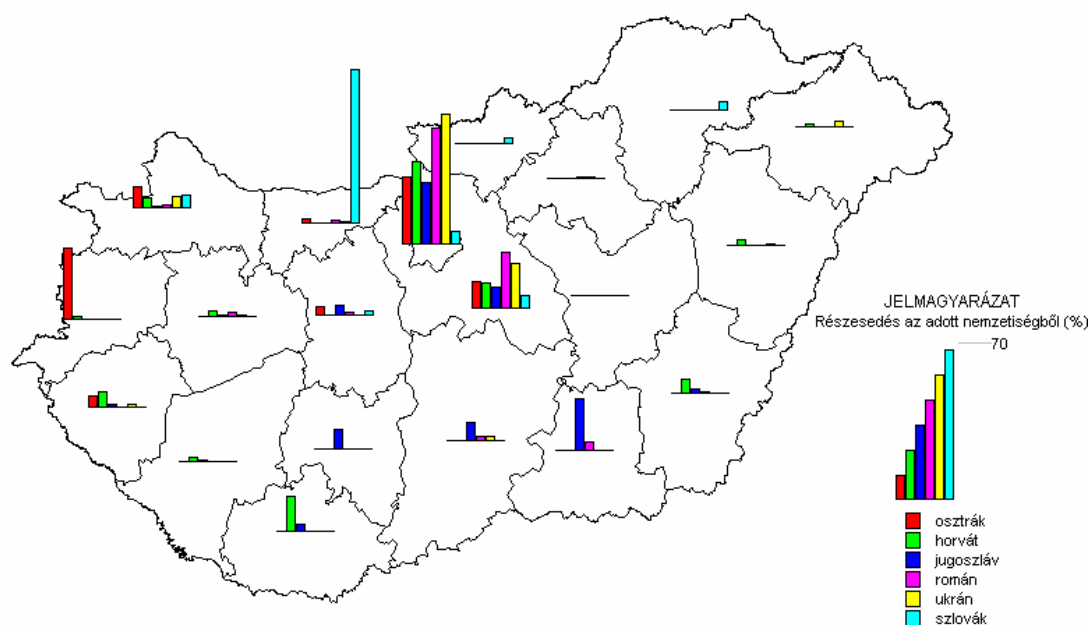 JELMAGYARÁZAT
Részesedés az adott nemzetiségből (%)
70
osztrák
horvát
jugoszláv
román
ukrán
szlovák